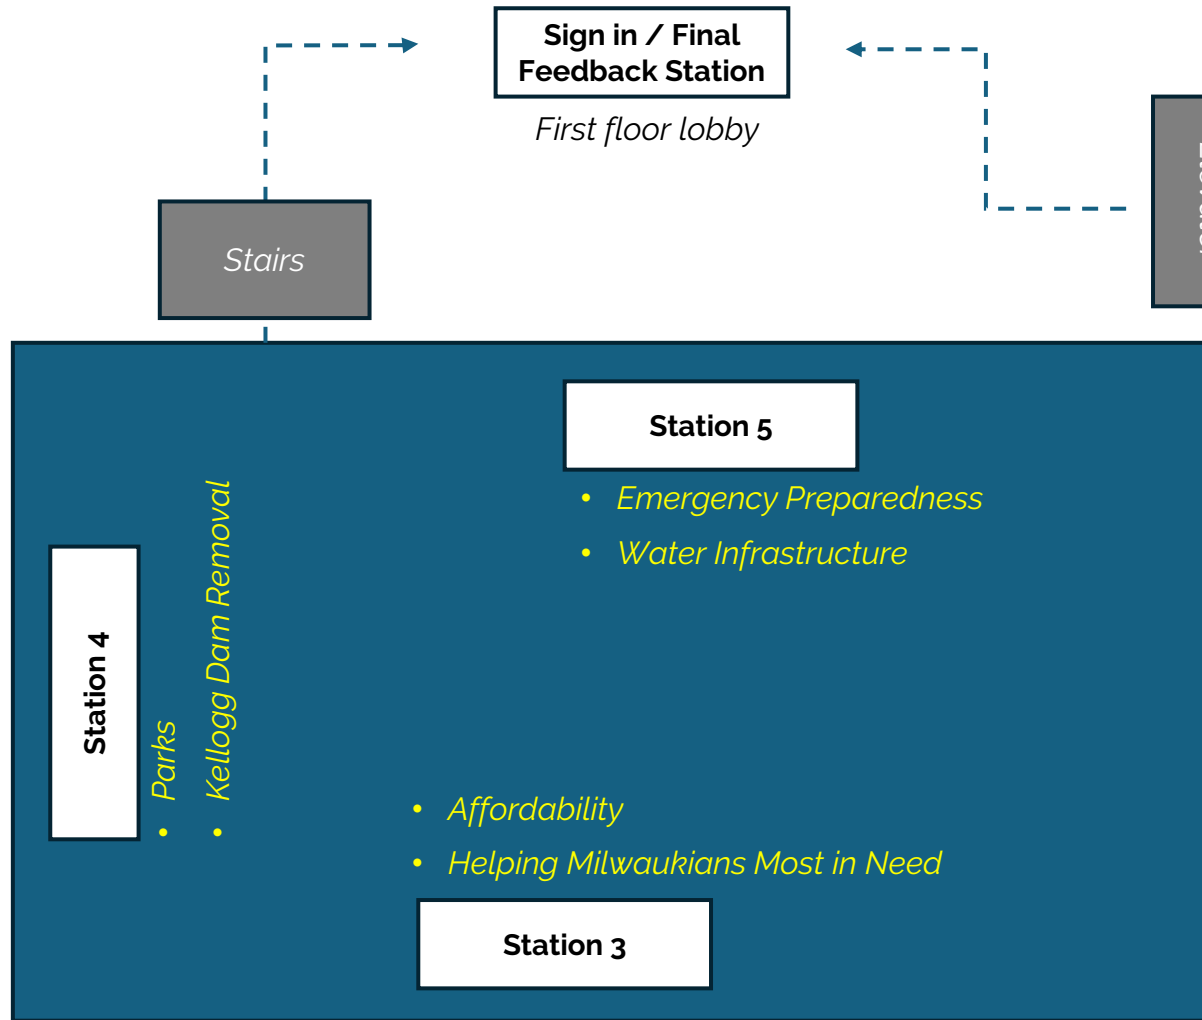 Sign in / Final
Feedback Station
First floor lobby
Stairs
Station 5
• Emergency Preparedness
• Water Infrastructure
Station 4
• Parks
• Kellogg Dam Removal
• Affordability
• Helping Milwaukians Most in Need
Station 3